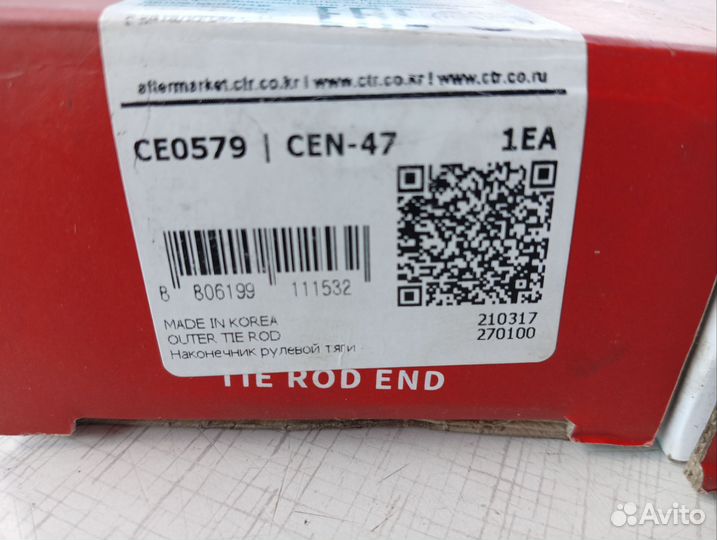 aftermarket.ctr.co.kr | www.ctr.co.kr | www.ctr.co.ru
CE0579 | CEN-47 1EA
8 806199 111532
MADE IN KOREA
OUTER TIE ROD
Наконечник рулевой тяги
210317
270100
TIE ROD END
Avito